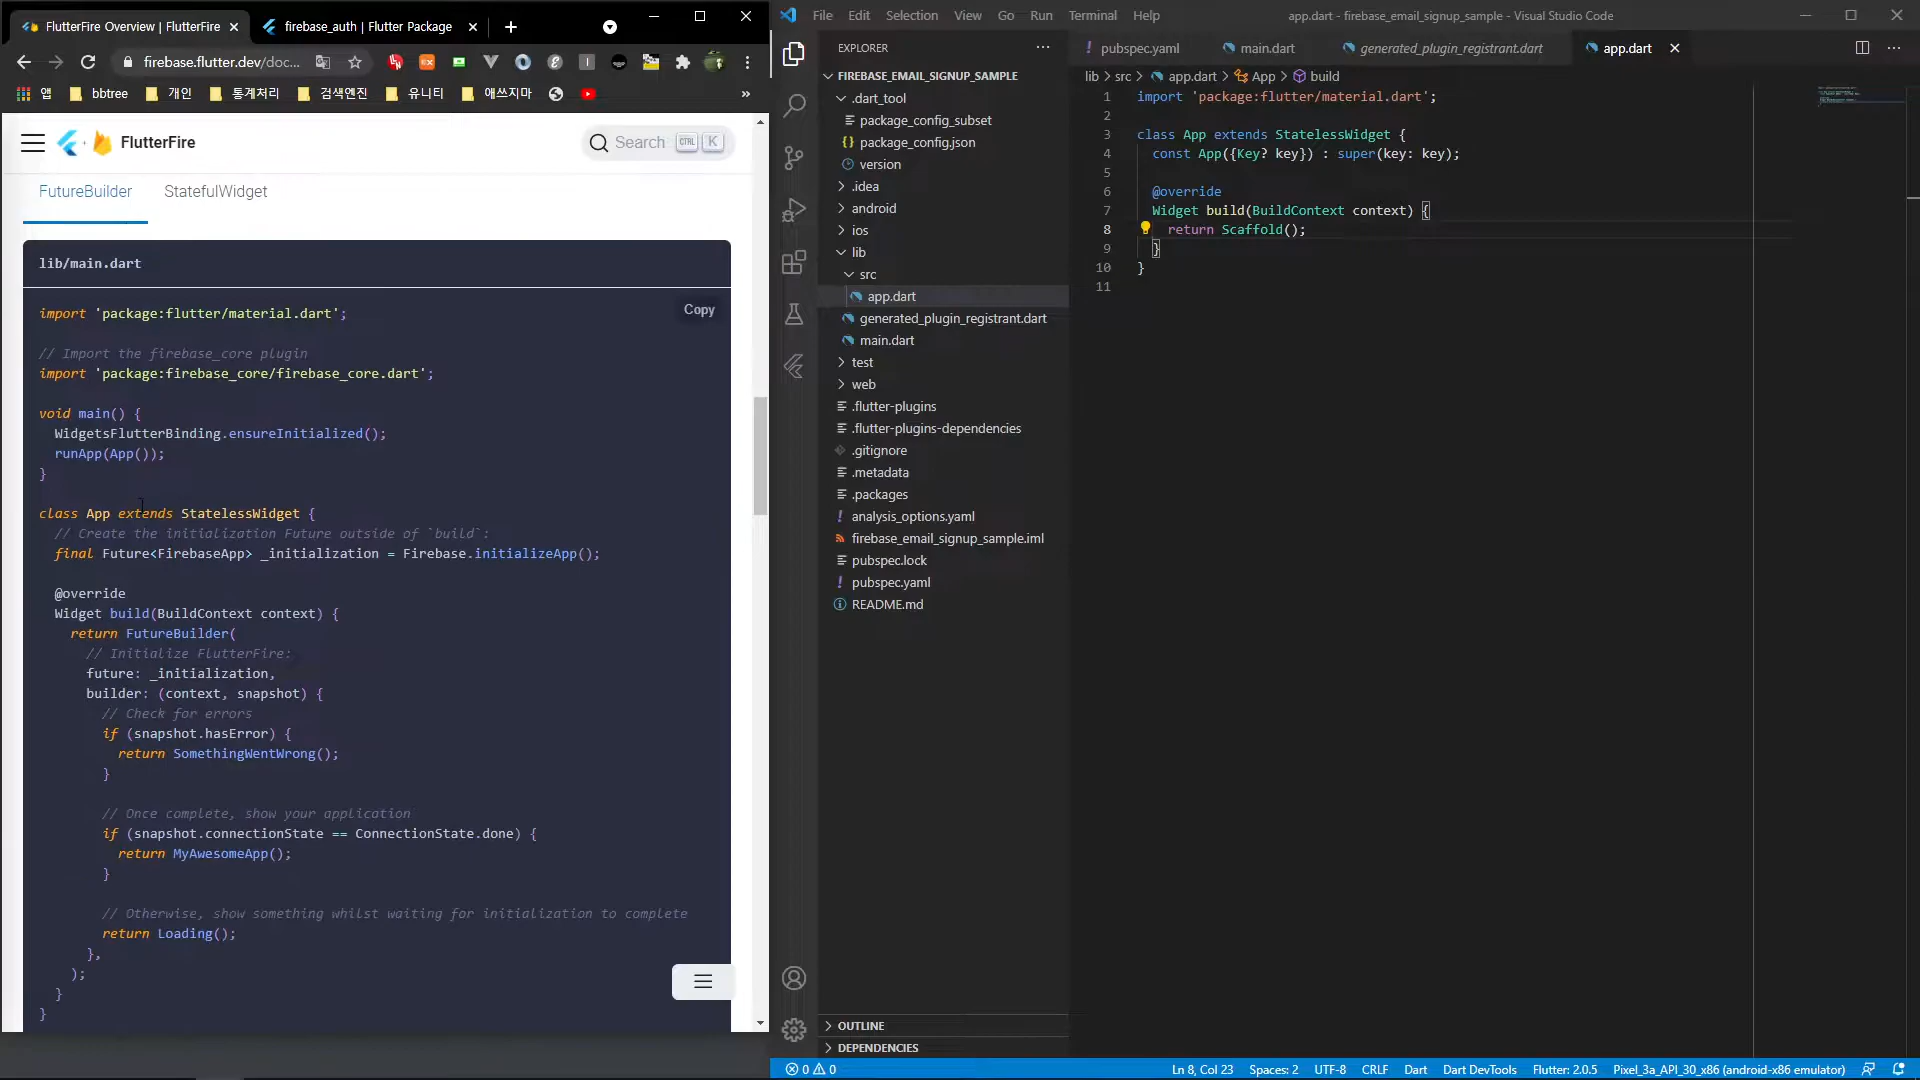 FlutterFire Overview | FlutterFire
firebase_auth | Flutter Package
firebase.flutter.dev/doc...
앱
bbtree
개인
통계처리
검색엔진
유니티
애쓰지마
»
FlutterFire
Search CTRL K
FutureBuilder StatefulWidget
lib/main.dart
Copy
import 'package:flutter/material.dart';
// Import the firebase_core plugin
import 'package:firebase_core/firebase_core.dart';
void main() {
WidgetsFlutterBinding.ensureInitialized();
runApp(App());
}
class App extends StatelessWidget {
// Create the initialization Future outside of `build`:
final Future<FirebaseApp> _initialization = Firebase.initializeApp();
@override
Widget build(BuildContext context) {
return FutureBuilder(
// Initialize FlutterFire:
future: _initialization,
builder: (context, snapshot) {
// Check for errors
if (snapshot.hasError) {
return SomethingWentWrong();
}
// Once complete, show your application
if (snapshot.connectionState == ConnectionState.done) {
return MyAwesomeApp();
}
// Otherwise, show something whilst waiting for initialization to complete
return Loading();
},
);
}
}
File Edit Selection View Go Run Terminal Help
app.dart - firebase_email_signup_sample - Visual Studio Code
EXPLORER
FIREBASE_EMAIL_SIGNUP_SAMPLE
.dart_tool
package_config_subset
{} package_config.json
version
.idea
android
ios
lib
src
app.dart
generated_plugin_registrant.dart
main.dart
test
web
.flutter-plugins
.flutter-plugins-dependencies
.gitignore
.metadata
.packages
! analysis_options.yaml
firebase_email_signup_sample.iml
pubspec.lock
! pubspec.yaml
README.md
OUTLINE
DEPENDENCIES
! pubspec.yaml
main.dart
generated_plugin_registrant.dart
app.dart
lib > src > app.dart > App > build
1 import 'package:flutter/material.dart';
2
3 class App extends StatelessWidget {
4 const App({Key? key}) : super(key: key);
5
6 @override
7 Widget build(BuildContext context) {
8 return Scaffold();
9 }
10 }
11
0 0
Ln 8, Col 23 Spaces: 2 UTF-8 CRLF Dart Dart DevTools Flutter: 2.0.5 Pixel_3a_API_30_x86 (android-x86 emulator)